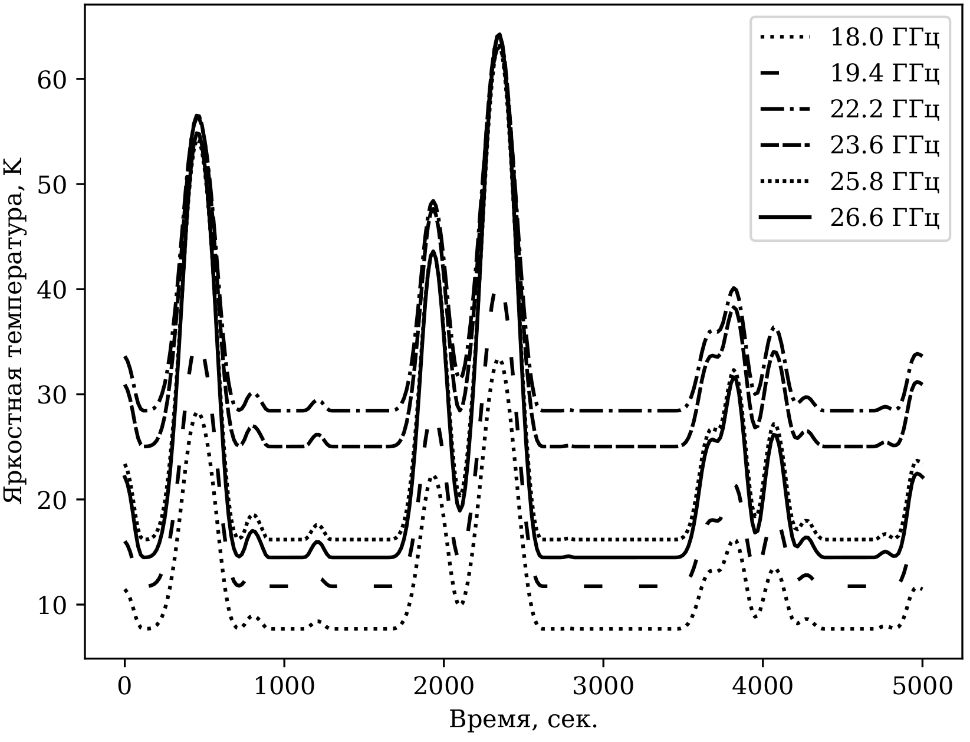 18.0 ГГц
19.4 ГГц
22.2 ГГц
23.6 ГГц
25.8 ГГц
26.6 ГГц
Яркостная температура, К
60
50
40
30
20
10
0 1000 2000 3000 4000 5000
Время, сек.